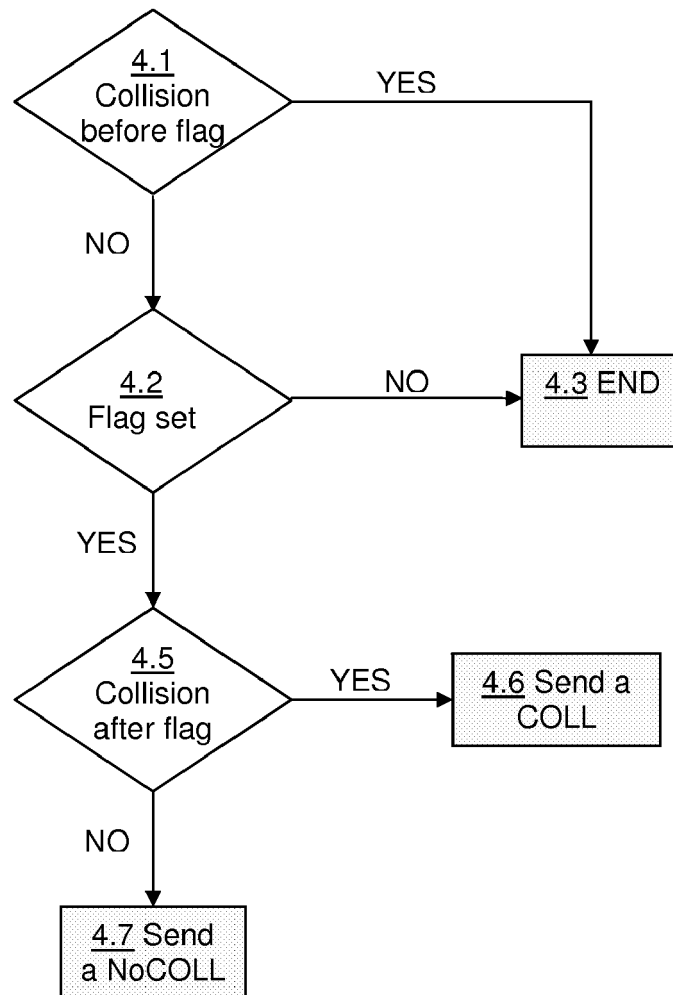 4.1
Collision
before flag
YES
NO
4.2
Flag set
NO
4.3 END
YES
4.5
Collision
after flag
YES
4.6 Send a
COLL
NO
4.7 Send
a NoCOLL